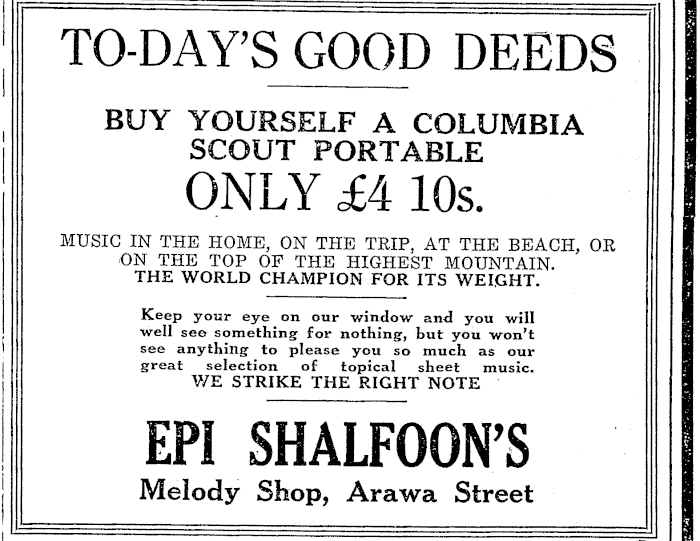 TO-DAY'S GOOD DEEDS
BUY YOURSELF A COLUMBIA
SCOUT PORTABLE
ONLY £4 10s.
MUSIC IN THE HOME, ON THE TRIP, AT THE BEACH, OR
ON THE TOP OF THE HIGHEST MOUNTAIN.
THE WORLD CHAMPION FOR ITS WEIGHT.
Keep your eye on our window and you will
well see something for nothing, but you won't
see anything to please you so much as our
great selection of topical sheet music.
WE STRIKE THE RIGHT NOTE
EPI SHALFOON'S
Melody Shop, Arawa Street